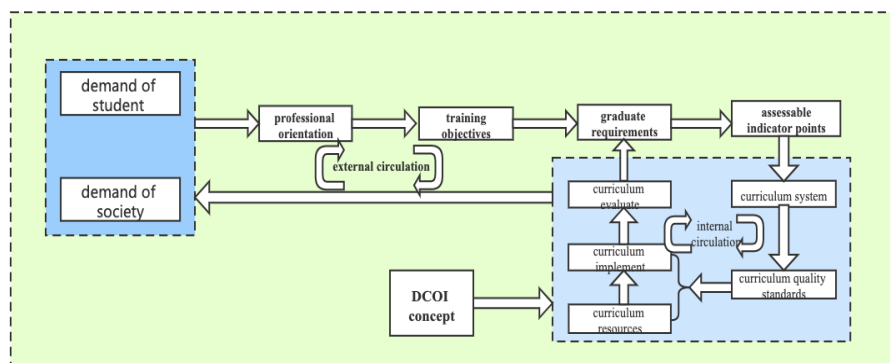 demand of
student
professional
orientation
training
objectives
graduate
requirements
assessable
indicator points
external circulation
demand of
society
curriculum
evaluate
curriculum system
internal
circulation
curriculum
implement
curriculum quality
standards
DCOI
concept
curriculum
resources